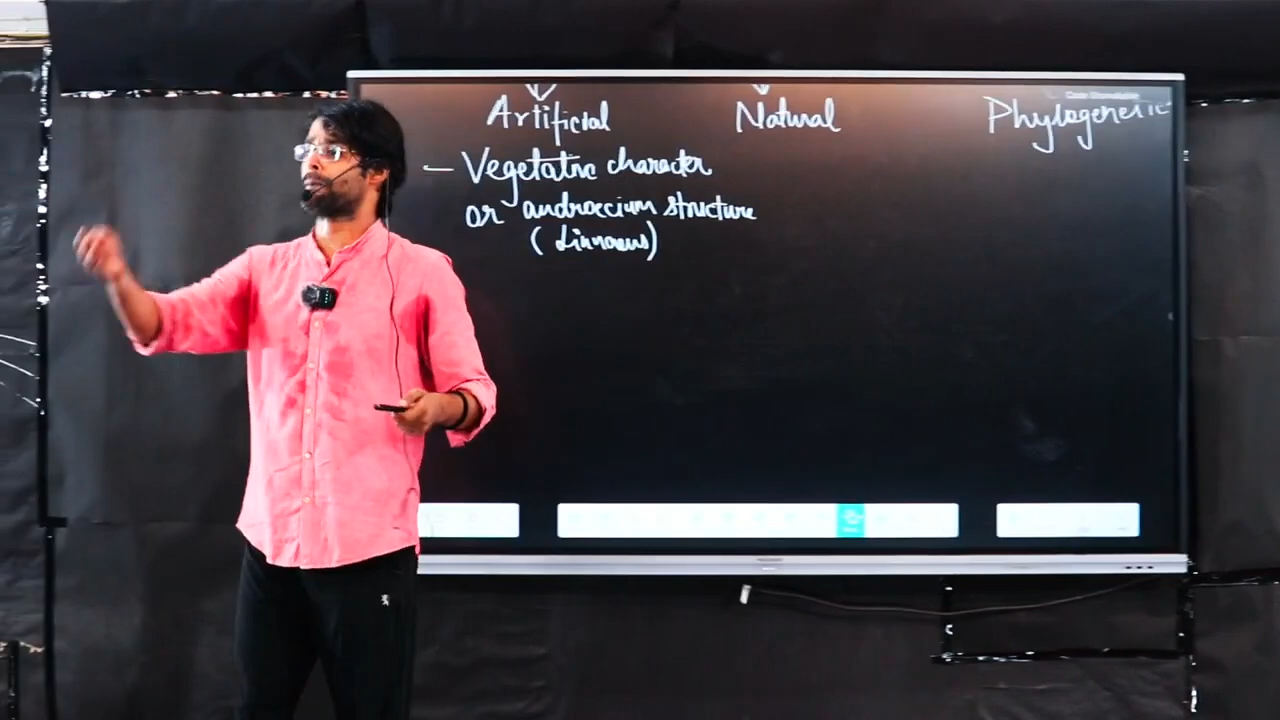 Artificial Natural Phylogenetic
– Vegetative character
or androecium structure
(Linnaeus)